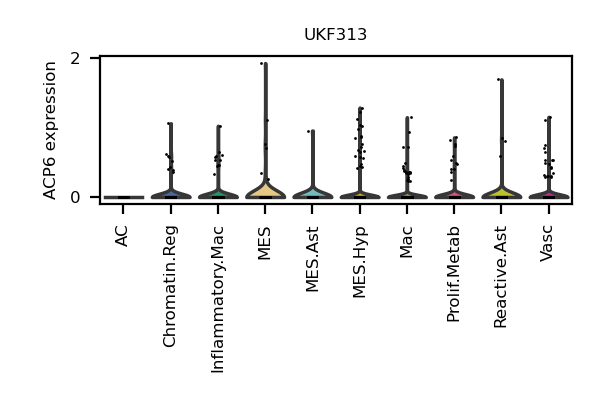 UKF313
ACP6 expression
2
0
AC
Chromatin.Reg
Inflammatory.Mac
MES
MES.Ast
MES.Hyp
Mac
Prolif.Metab
Reactive.Ast
Vasc